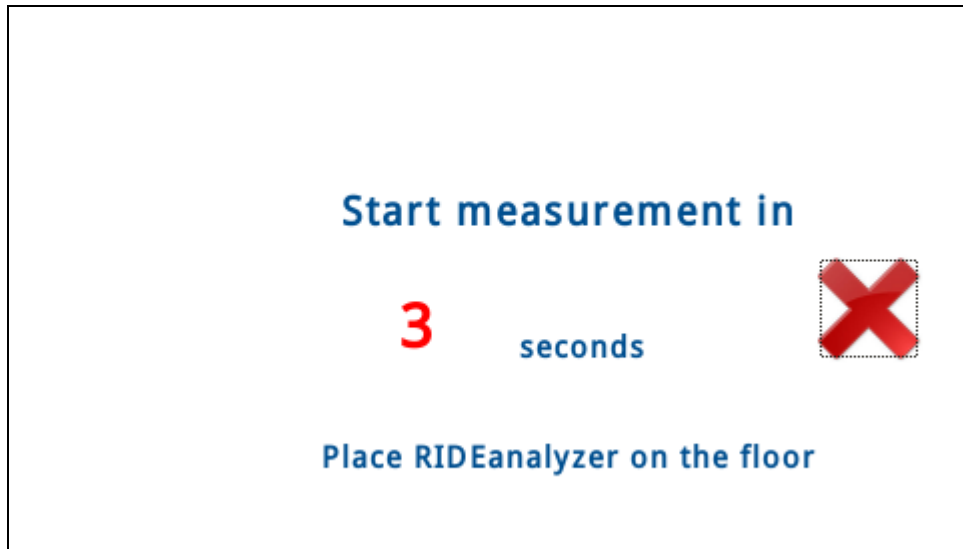 Start measurement in
3 seconds
Place RIDEanalyzer on the floor